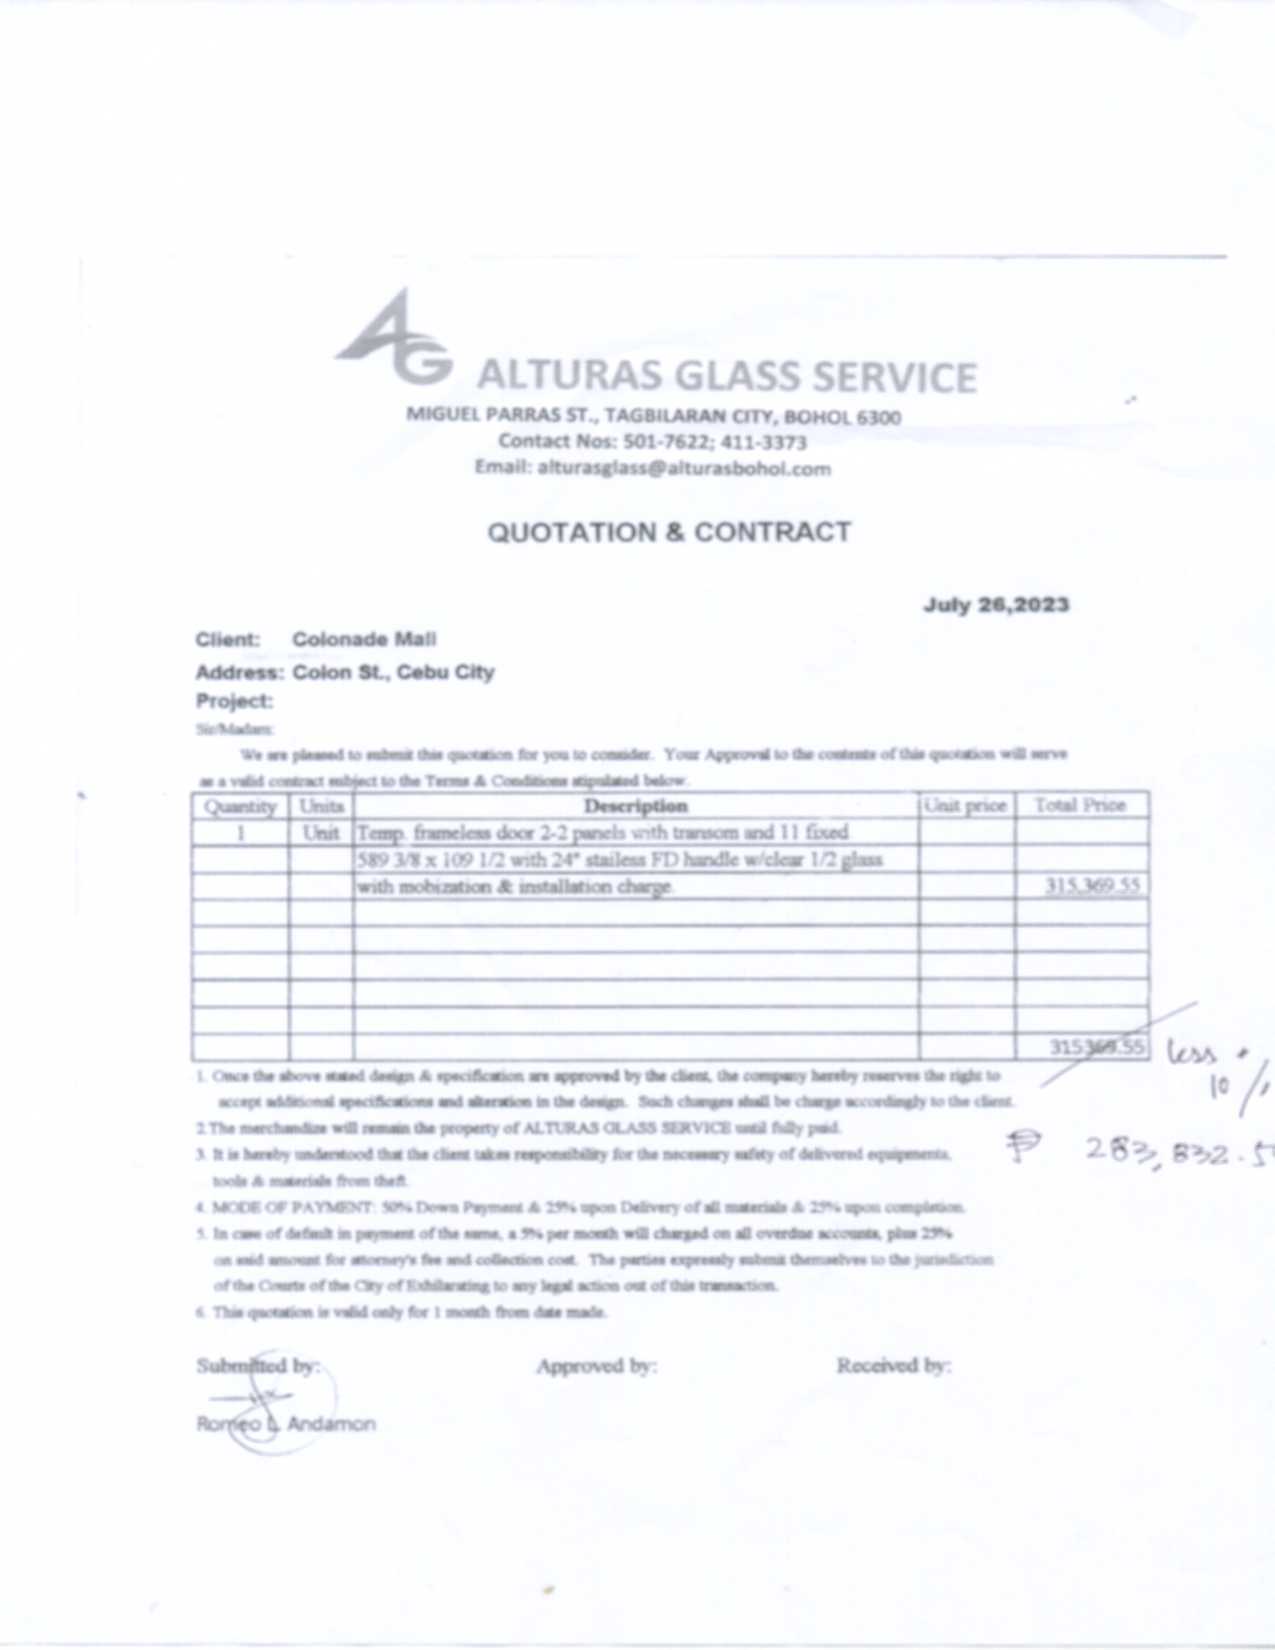 AG ALTURAS GLASS SERVICE
MIGUEL PARRAS ST., TAGBILARAN CITY, BOHOL 6300
Contact Nos: 501-7622; 411-3373
Email: alturasglass@alturasbohol.com
QUOTATION & CONTRACT
July 26,2023
Client: Colonade Mall
Address: Colon St., Cebu City
Project:
Sir/Madam:
We are pleased to submit this quotation for you to consider. Your Approval to the contents of this quotation will serve
as a valid contract subject to the Terms & Conditions stipulated below.
Quantity Units Description Unit price Total Price
1 Unit Temp. frameless door 2-2 panels with transom and 11 fixed
589 3/8 x 109 1/2 with 24" stailess FD handle w/clear 1/2 glass
with mobization & installation charge. 315,369.55
315369.55 less
10 %
1. Once the above stated design & specification are approved by the client, the company hereby reserves the right to
accept additional specifications and alteration in the design. Such changes shall be charge accordingly to the client.
2.The merchandize will remain the property of ALTURAS GLASS SERVICE until fully paid.
₱ 283,832.5
3. It is hereby understood that the client takes responsibility for the necessary safety of delivered equipments,
tools & materials from theft.
4. MODE OF PAYMENT: 50% Down Payment & 25% upon Delivery of all materials & 25% upon completion.
5. In case of default in payment of the same, a 5% per month will charged on all overdue accounts, plus 25%
on said amount for attorney's fee and collection cost. The parties expressly submit themselves to the jurisdiction
of the Courts of the City of Exhilarating to any legal action out of this transaction.
6. This quotation is valid only for 1 month from date made.
Submitted by: Approved by: Received by:
Romeo L. Andamon